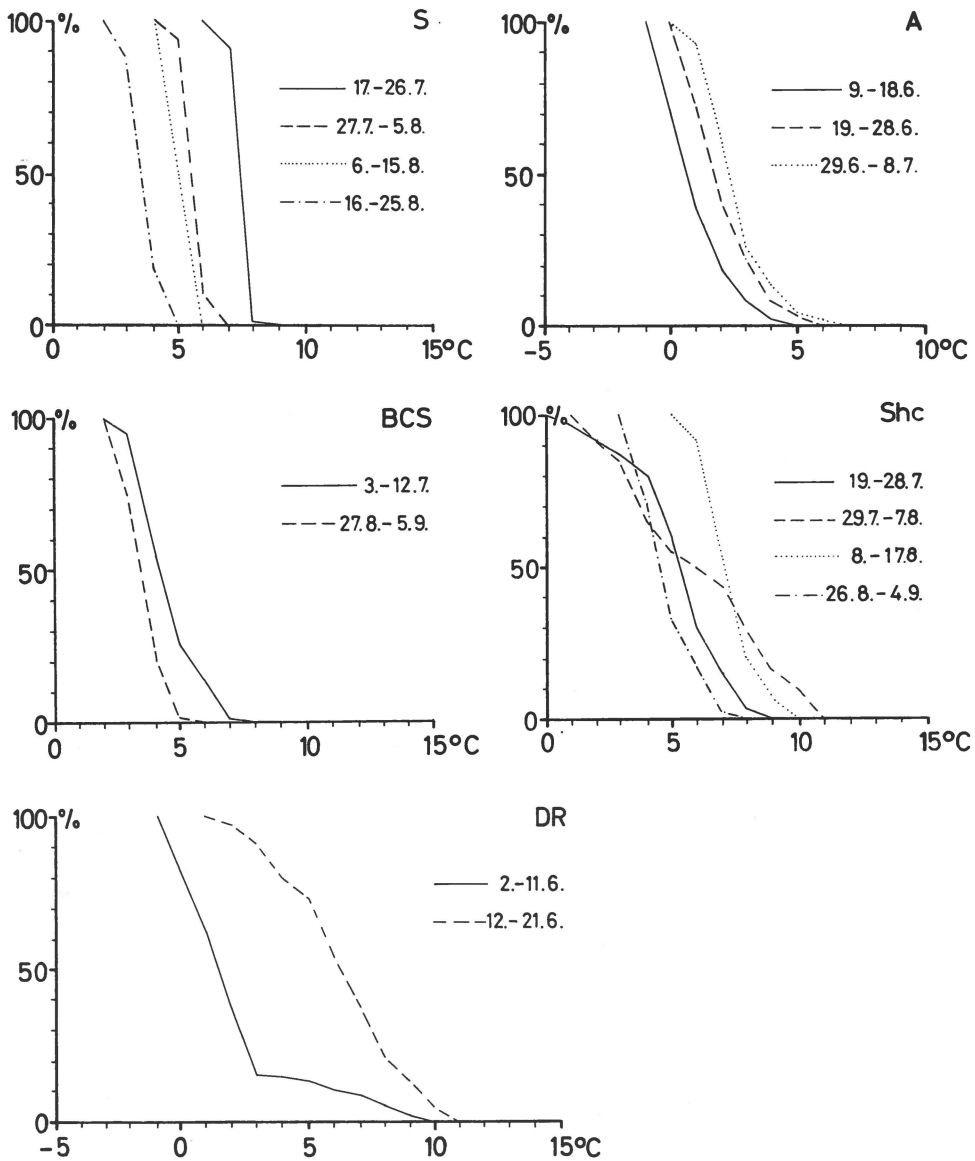 100 % S
17.-26.7.
27.7.-5.8.
6.-15.8.
16.-25.8.
50
0
0 5 10 15°C
100 % A
9.-18.6.
19.-28.6.
29.6.-8.7.
50
0
-5 0 5 10°C
100 % BCS
3.-12.7.
27.8.-5.9.
50
0
0 5 10 15°C
100 % Shc
19.-28.7.
29.7.-7.8.
8.-17.8.
26.8.-4.9.
50
0
0 5 10 15°C
100 % DR
2.-11.6.
12.-21.6.
50
0
-5 0 5 10 15°C